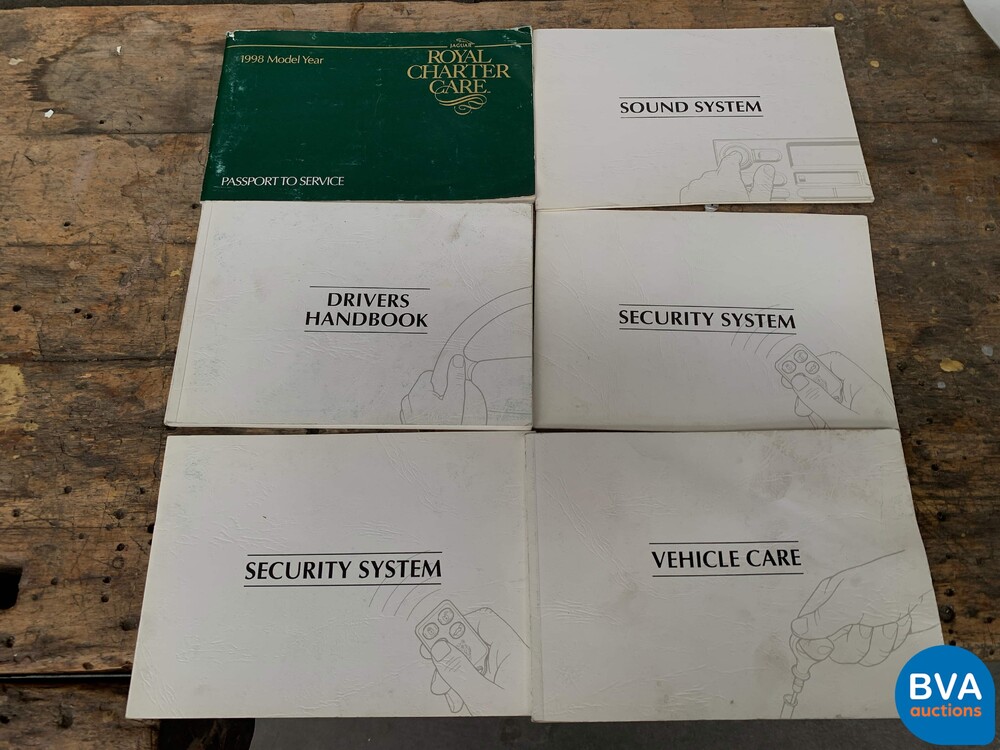 1998 Model Year
JAGUAR
ROYAL
CHARTER
CARE
PASSPORT TO SERVICE
SOUND SYSTEM
DRIVERS
HANDBOOK
SECURITY SYSTEM
SECURITY SYSTEM
VEHICLE CARE
BVA
auctions